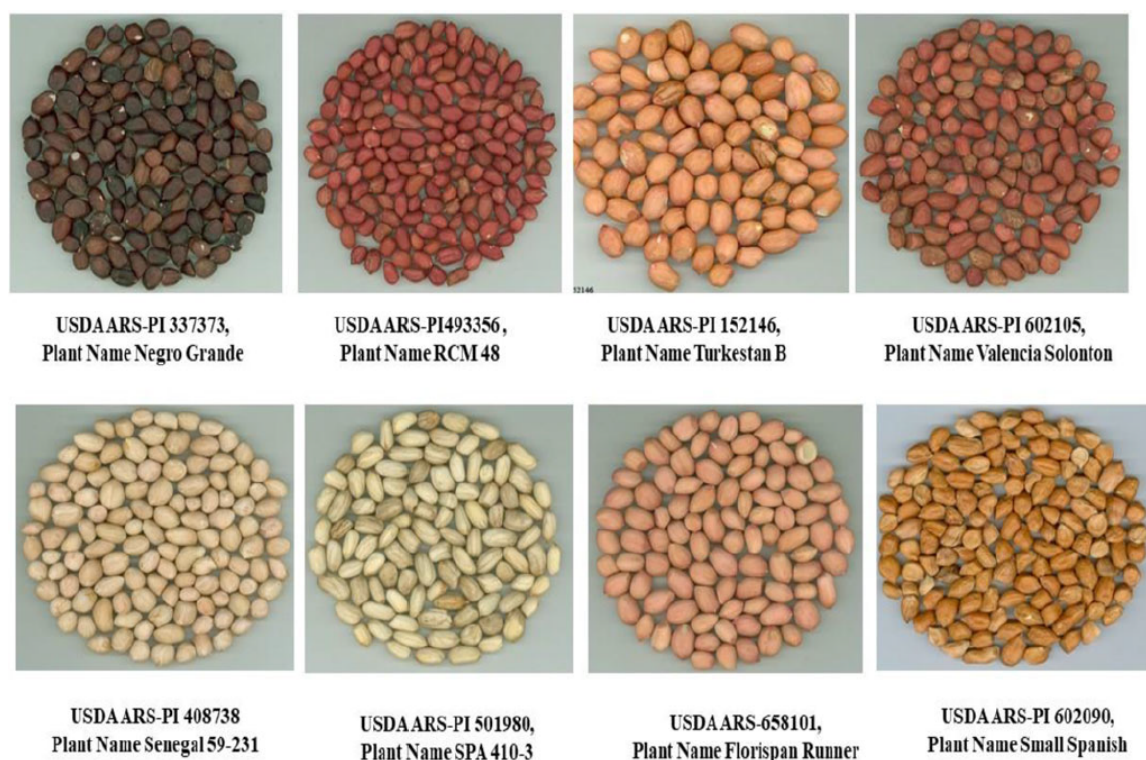 52146
USDA ARS-PI 337373,
Plant Name Negro Grande
USDA ARS-PI493356 ,
Plant Name RCM 48
USDA ARS-PI 152146,
Plant Name Turkestan B
USDA ARS-PI 602105,
Plant Name Valencia Solonton
USDA ARS-PI 408738
Plant Name Senegal 59-231
USDA ARS-PI 501980,
Plant Name SPA 410-3
USDA ARS-658101,
Plant Name Florispan Runner
USDA ARS-PI 602090,
Plant Name Small Spanish